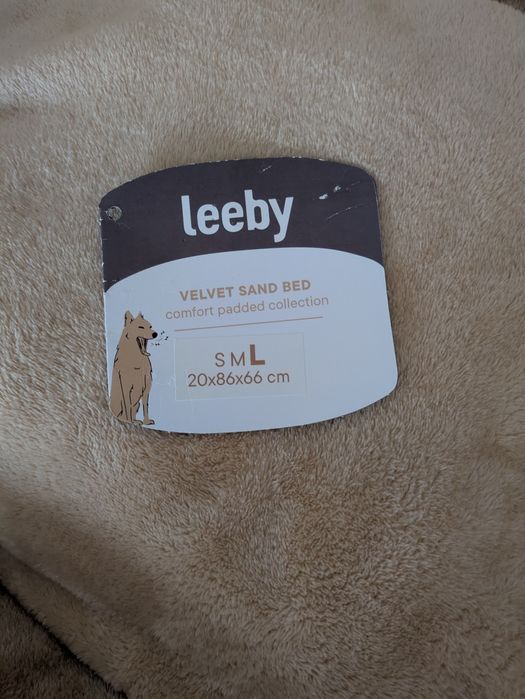 leeby
VELVET SAND BED
comfort padded collection
S M L
20x86x66 cm